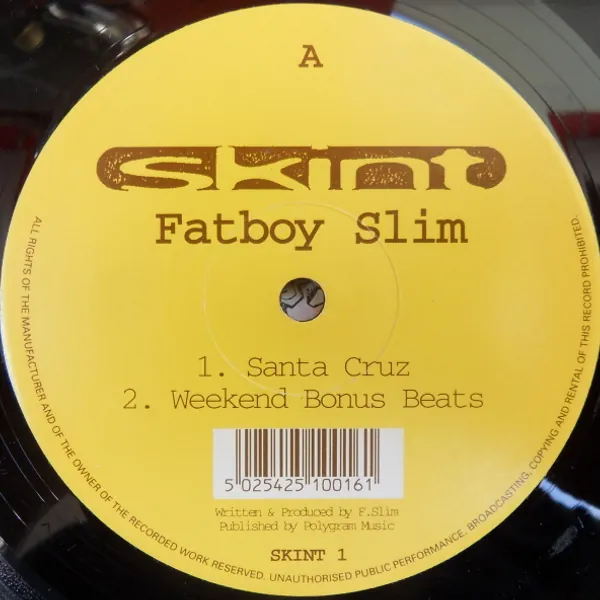 A
skint
Fatboy Slim
1. Santa Cruz
2. Weekend Bonus Beats
5 025425 100161
Written & Produced by F.Slim
Published by Polygram Music
SKINT 1
ALL RIGHTS OF THE MANUFACTURER AND OF THE OWNER OF THE RECORDED WORK RESERVED. UNAUTHORISED PUBLIC PERFORMANCE, BROADCASTING, COPYING AND RENTAL OF THIS RECORD PROHIBITED.